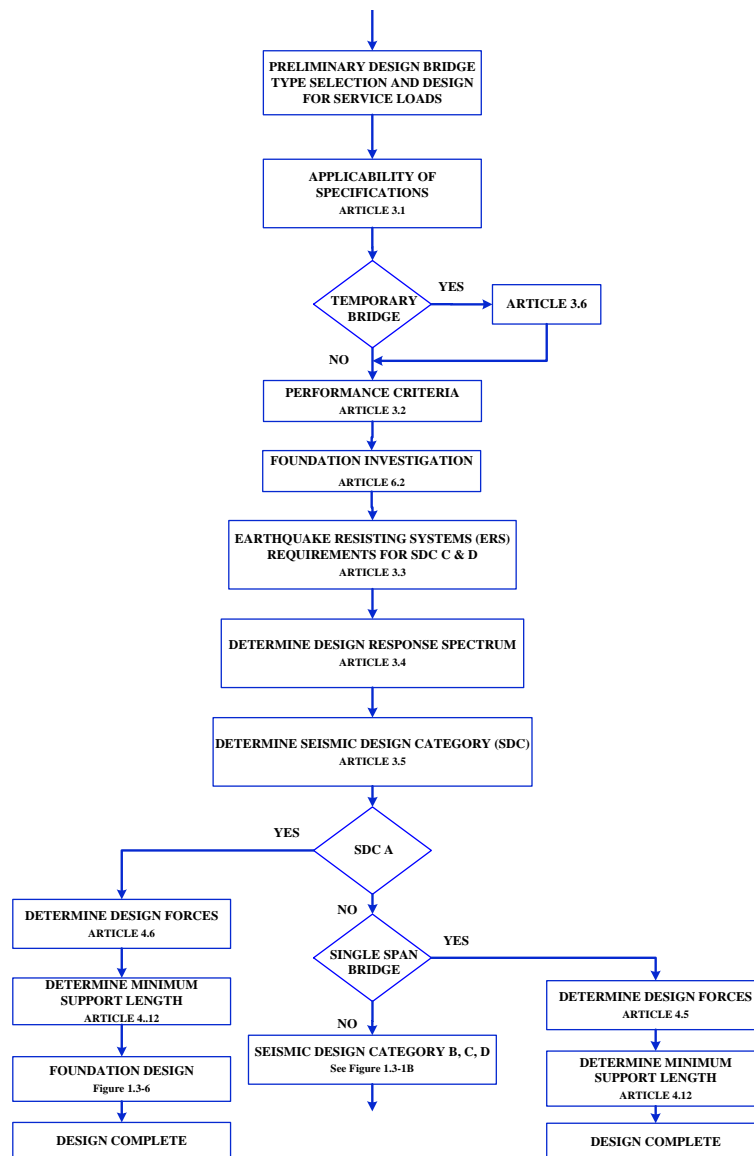 PRELIMINARY DESIGN BRIDGE
TYPE SELECTION AND DESIGN
FOR SERVICE LOADS
APPLICABILITY OF
SPECIFICATIONS
ARTICLE 3.1
TEMPORARY
BRIDGE
YES
ARTICLE 3.6
NO
PERFORMANCE CRITERIA
ARTICLE 3.2
FOUNDATION INVESTIGATION
ARTICLE 6.2
EARTHQUAKE RESISTING SYSTEMS (ERS)
REQUIREMENTS FOR SDC C & D
ARTICLE 3.3
DETERMINE DESIGN RESPONSE SPECTRUM
ARTICLE 3.4
DETERMINE SEISMIC DESIGN CATEGORY (SDC)
ARTICLE 3.5
SDC A
YES
DETERMINE DESIGN FORCES
ARTICLE 4.6
DETERMINE MINIMUM
SUPPORT LENGTH
ARTICLE 4..12
FOUNDATION DESIGN
Figure 1.3-6
DESIGN COMPLETE
NO
SINGLE SPAN
BRIDGE
YES
DETERMINE DESIGN FORCES
ARTICLE 4.5
DETERMINE MINIMUM
SUPPORT LENGTH
ARTICLE 4.12
DESIGN COMPLETE
NO
SEISMIC DESIGN CATEGORY B, C, D
See Figure 1.3-1B